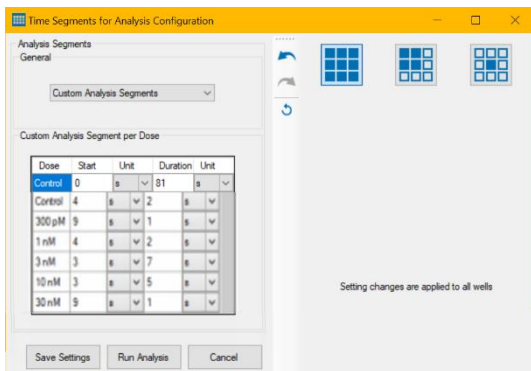 Time Segments for Analysis Configuration
Analysis Segments
General
Custom Analysis Segments
Custom Analysis Segment per Dose
Dose Start Unit Duration Unit
Control 0 s 81 s
Control 4 s 2 s
300 pM 9 s 1 s
1 nM 4 s 2 s
3 nM 3 s 7 s
10 nM 3 s 5 s
30 nM 9 s 1 s
Setting changes are applied to all wells
Save Settings Run Analysis Cancel